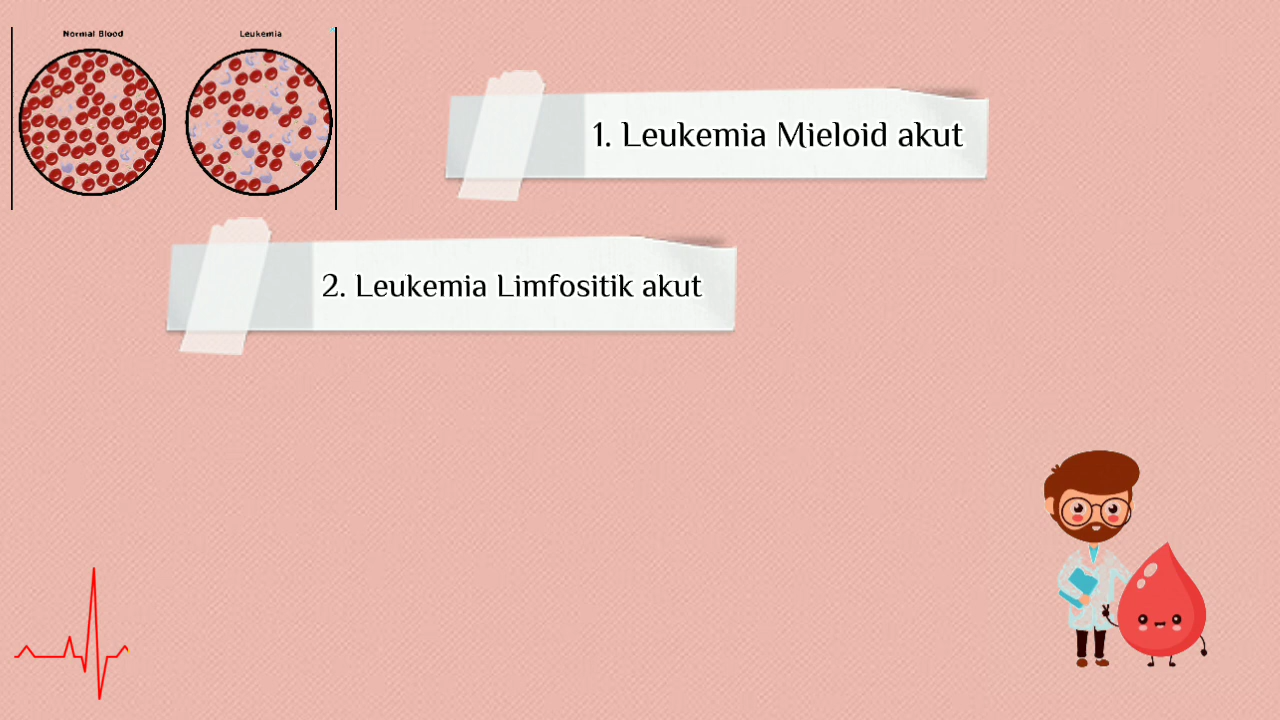 Normal Blood
Leukemia
1. Leukemia Mieloid akut
2. Leukemia Limfositik akut